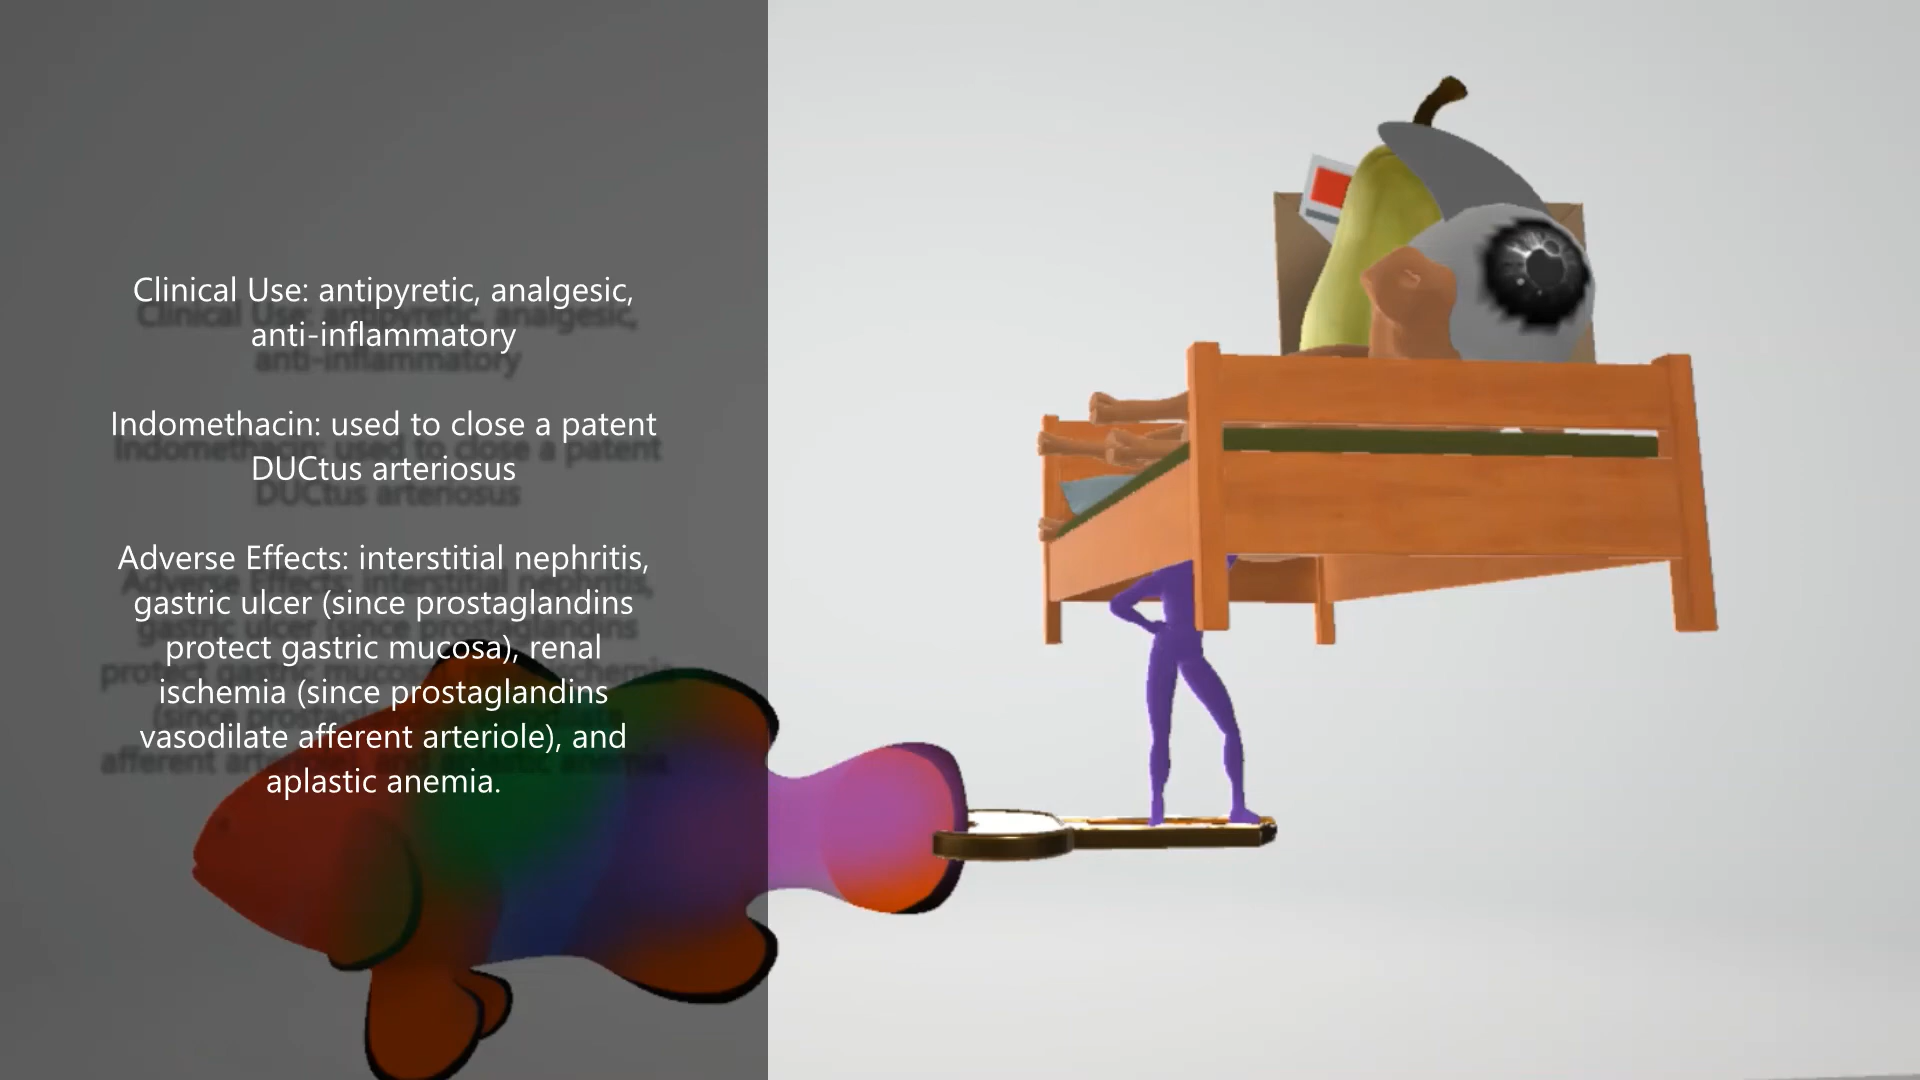 Clinical Use: antipyretic, analgesic,
anti-inflammatory
Indomethacin: used to close a patent
DUCtus arteriosus
Adverse Effects: interstitial nephritis,
gastric ulcer (since prostaglandins
protect gastric mucosa), renal
ischemia (since prostaglandins
vasodilate afferent arteriole), and
aplastic anemia.